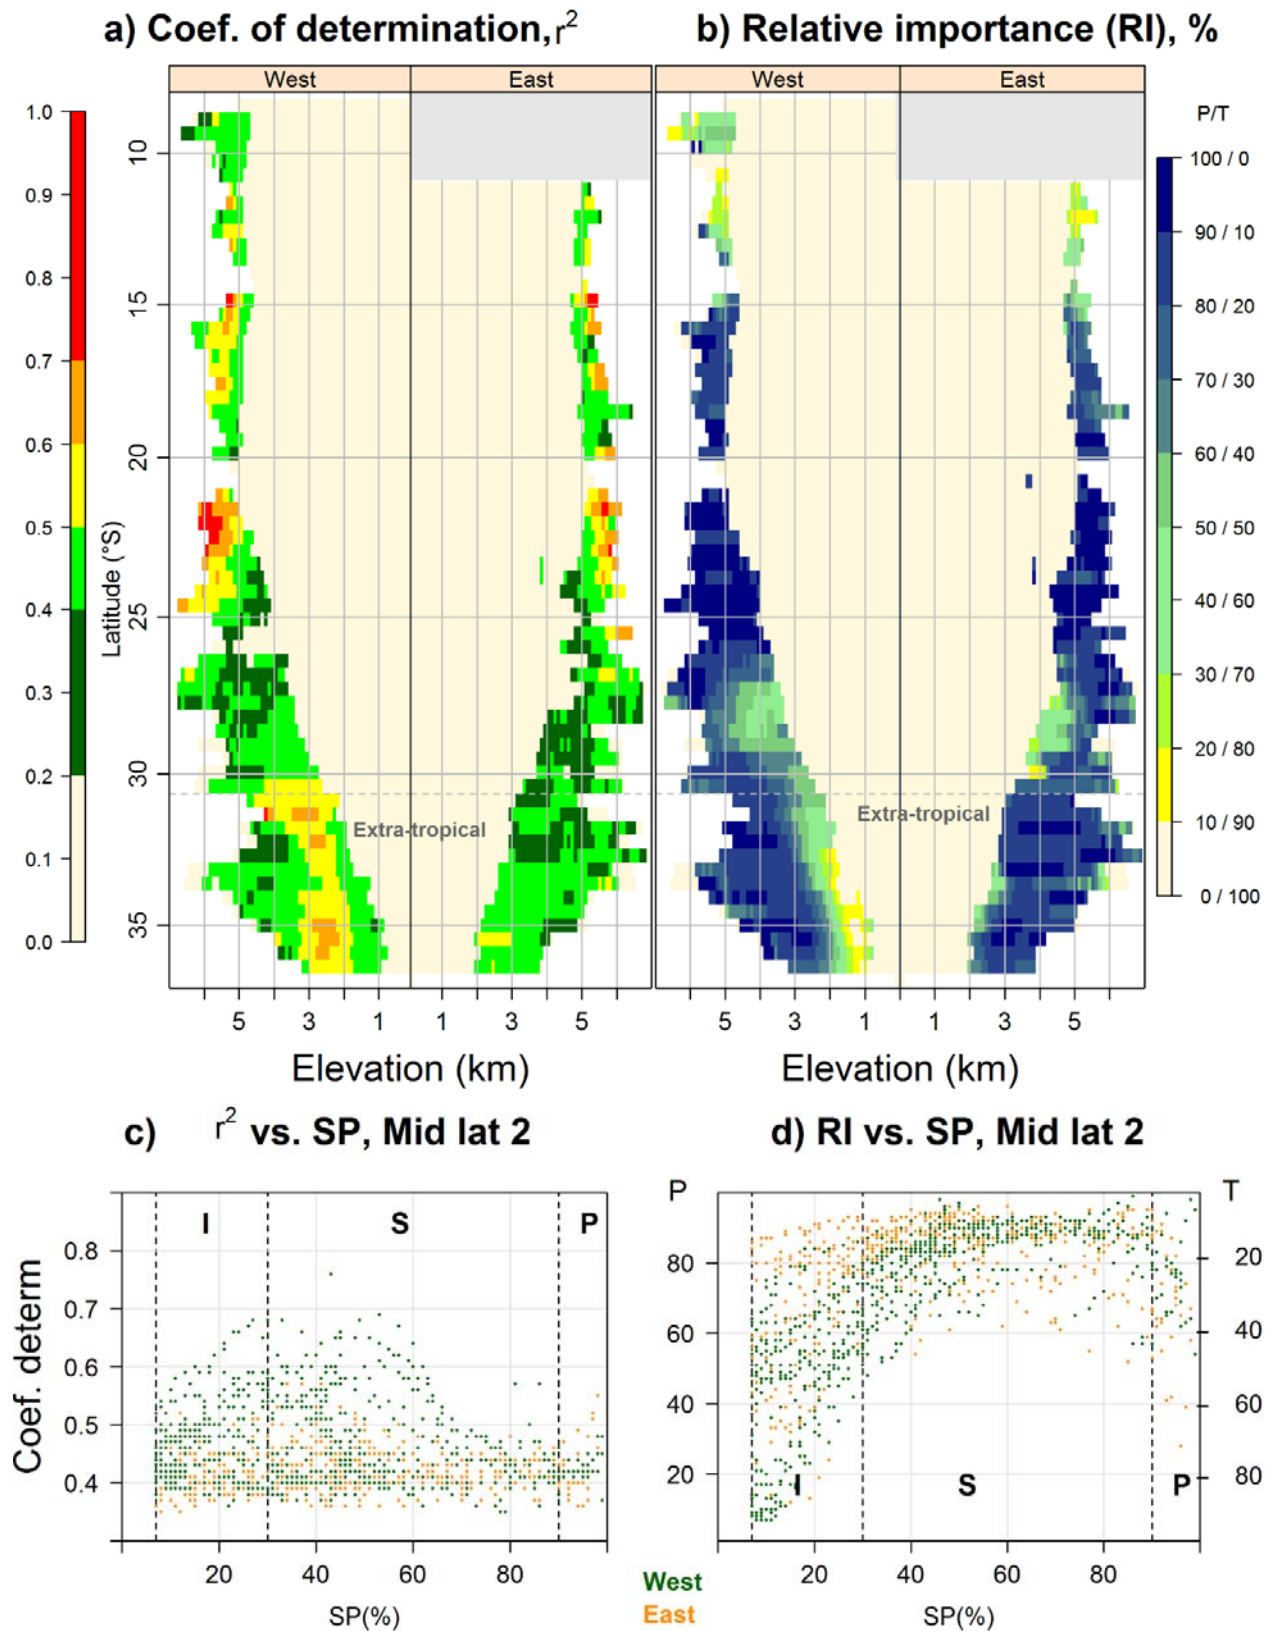 a) Coef. of determination, r²
b) Relative importance (RI), %
West
East
West
East
P/T
1.0
0.9
0.8
0.7
0.6
0.5
0.4
0.3
0.2
0.1
0.0
Latitude (°S)
10
15
20
25
30
35
Extra-tropical
Extra-tropical
100 / 0
90 / 10
80 / 20
70 / 30
60 / 40
50 / 50
40 / 60
30 / 70
20 / 80
10 / 90
0 / 100
5 3 1 1 3 5
5 3 1 1 3 5
Elevation (km)
Elevation (km)
c) r² vs. SP, Mid lat 2
d) RI vs. SP, Mid lat 2
Coef. determ
0.8
0.7
0.6
0.5
0.4
I S P
20 40 60 80
SP(%)
P
T
80
60
40
20
20
40
60
80
I S P
20 40 60 80
SP(%)
West
East